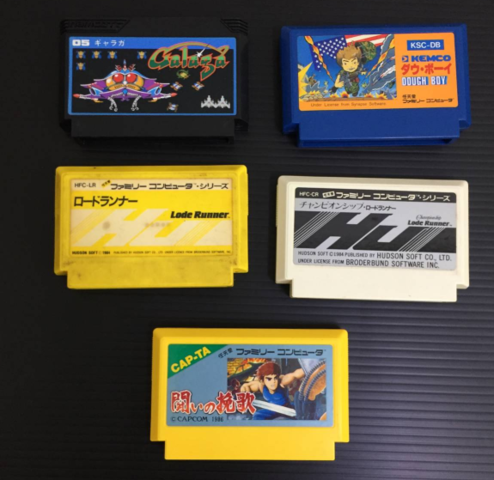 05 ギャラガ
Galaga
KSC-DB
KEMCO
ダウ・ボーイ
DOUGH BOY
Under License from Synapse Software
ファミリー コンピュータ
HFC-LR
ファミリー コンピュータ・シリーズ
ロードランナー
Lode Runner
HUDSON SOFT © 1984
HFC-CR
ファミリー コンピュータ・シリーズ
チャンピオンシップ・ロードランナー
Championship
Lode Runner
HUDSON SOFT © 1984 PUBLISHED BY HUDSON SOFT CO., LTD.
UNDER LICENSE FROM BRODERBUND SOFTWARE INC.
CAP-TA
ファミリー コンピュータ
闘いの挽歌
© CAPCOM 1986